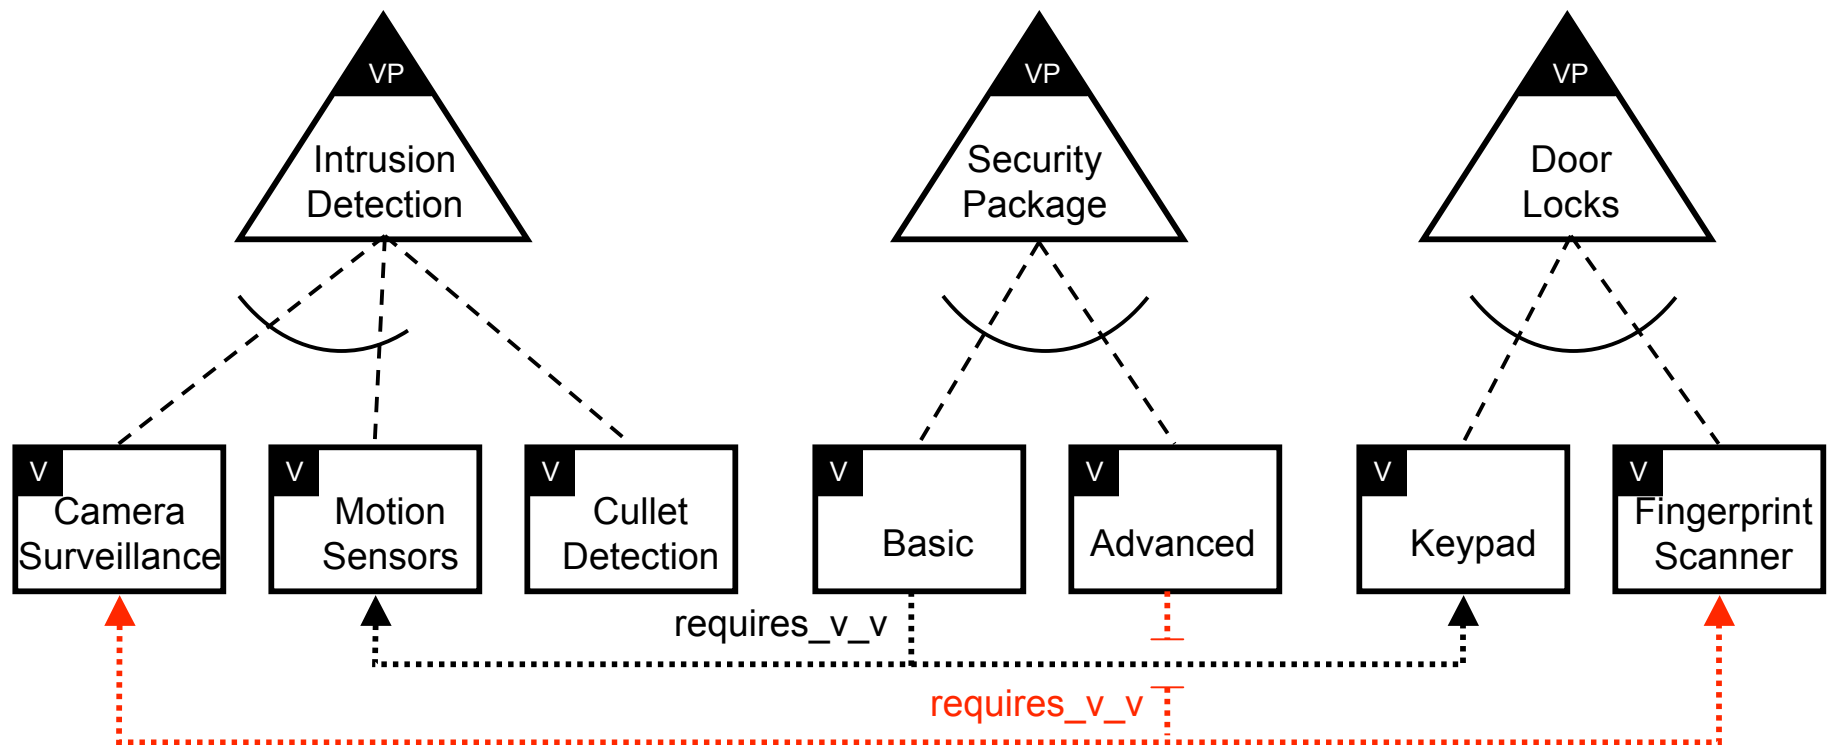 VP
Intrusion
Detection
VP
Security
Package
VP
Door
Locks
V
Camera
Surveillance
V
Motion
Sensors
V
Cullet
Detection
V
Basic
V
Advanced
V
Keypad
V
Fingerprint
Scanner
requires_v_v
requires_v_v